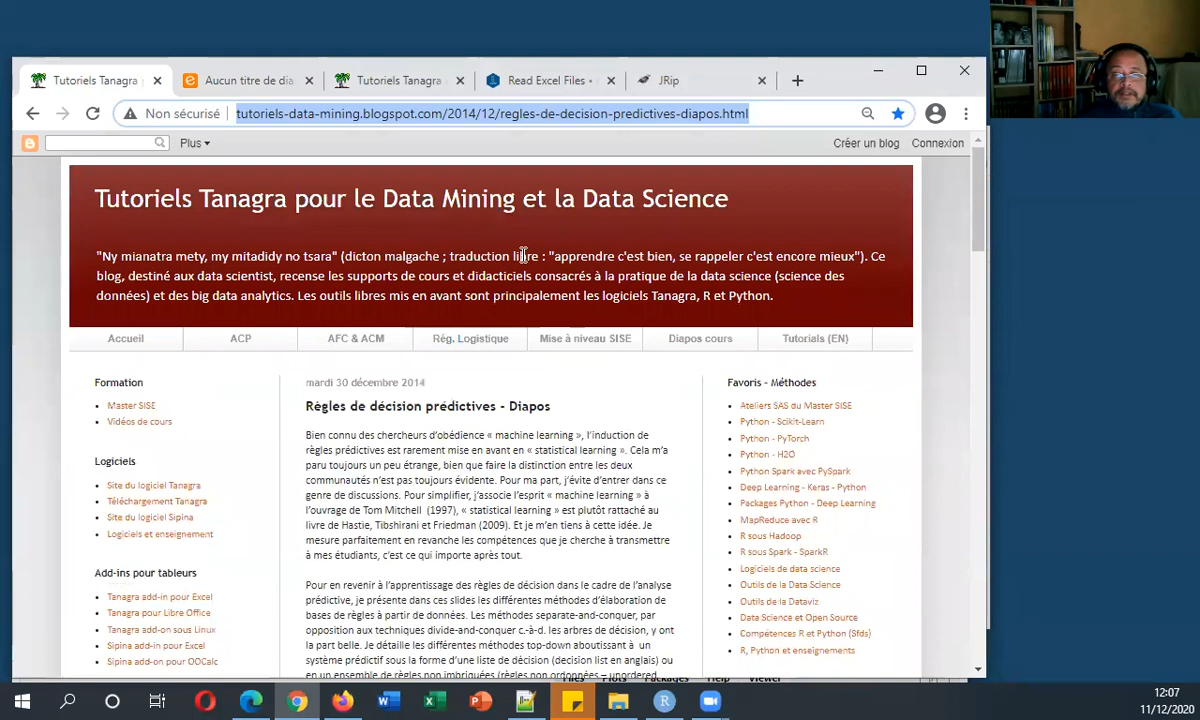 Tutoriels Tanagra
Aucun titre de dia
Tutoriels Tanagra
Read Excel Files •
JRip
Non sécurisé
tutoriels-data-mining.blogspot.com/2014/12/regles-de-decision-predictives-diapos.html
Plus
Créer un blog
Connexion
Tutoriels Tanagra pour le Data Mining et la Data Science
"Ny mianatra mety, my mitadidy no tsara" (dicton malgache ; traduction libre : "apprendre c'est bien, se rappeler c'est encore mieux"). Ce
blog, destiné aux data scientist, recense les supports de cours et didacticiels consacrés à la pratique de la data science (science des
données) et des big data analytics. Les outils libres mis en avant sont principalement les logiciels Tanagra, R et Python.
Accueil
ACP
AFC & ACM
Rég. Logistique
Mise à niveau SISE
Diapos cours
Tutorials (EN)
Formation
Master SISE
Vidéos de cours
Logiciels
Site du logiciel Tanagra
Téléchargement Tanagra
Site du logiciel Sipina
Logiciels et enseignement
Add-ins pour tableurs
Tanagra add-in pour Excel
Tanagra pour Libre Office
Tanagra add-on sous Linux
Sipina add-in pour Excel
Sipina add-on pour OOCalc
mardi 30 décembre 2014
Règles de décision prédictives - Diapos
Bien connu des chercheurs d'obédience « machine learning », l'induction de
règles prédictives est rarement mise en avant en « statistical learning ». Cela m'a
paru toujours un peu étrange, bien que faire la distinction entre les deux
communautés n'est pas toujours évidente. Pour ma part, j'évite d'entrer dans ce
genre de discussions. Pour simplifier, j'associe l'esprit « machine learning » à
l'ouvrage de Tom Mitchell (1997), « statistical learning » est plutôt rattaché au
livre de Hastie, Tibshirani et Friedman (2009). Et je m'en tiens à cette idée. Je
mesure parfaitement en revanche les compétences que je cherche à transmettre
à mes étudiants, c'est ce qui importe après tout.
Pour en revenir à l'apprentissage des règles de décision dans le cadre de l'analyse
prédictive, je présente dans ces slides les différentes méthodes d'élaboration de
bases de règles à partir de données. Les méthodes separate-and-conquer, par
opposition aux techniques divide-and-conquer c.-à-d. les arbres de décision, y ont
la part belle. Je détaille les différentes méthodes top-down aboutissant à un
système prédictif sous la forme d'une liste de décision (decision list en anglais) ou
en un ensemble de règles non imbriquées (règles non ordonnées – unordered
Favoris - Méthodes
Ateliers SAS du Master SISE
Python - Scikit-Learn
Python - PyTorch
Python - H2O
Python Spark avec PySpark
Deep Learning - Keras - Python
Packages Python - Deep Learning
MapReduce avec R
R sous Hadoop
R sous Spark - SparkR
Logiciels de data science
Outils de la Data Science
Outils de la Dataviz
Data Science et Open Source
Compétences R et Python (Sfds)
R, Python et enseignements
Files Plots Packages Help Viewer
12:07
11/12/2020